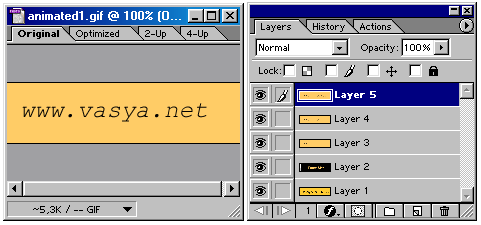 animated1.gif @ 100% (O...
Original Optimized 2-Up 4-Up
www.vasya.net
~5,3K / -- GIF
Layers History Actions
Normal Opacity: 100%
Lock:
Layer 5
Layer 4
Layer 3
Layer 2
Layer 1
1